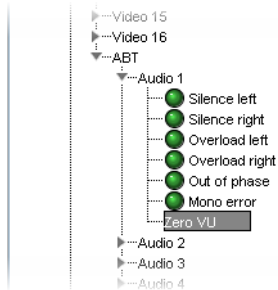 Video 15
Video 16
ABT
Audio 1
Silence left
Silence right
Overload left
Overload right
Out of phase
Mono error
Zero VU
Audio 2
Audio 3
Audio 4